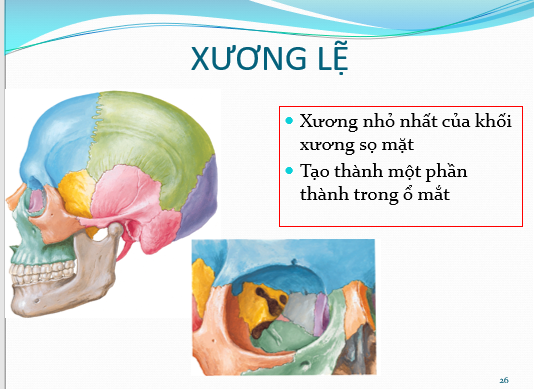 XƯƠNG LỆ
Xương nhỏ nhất của khối
xương sọ mặt
Tạo thành một phần
thành trong ổ mắt
26